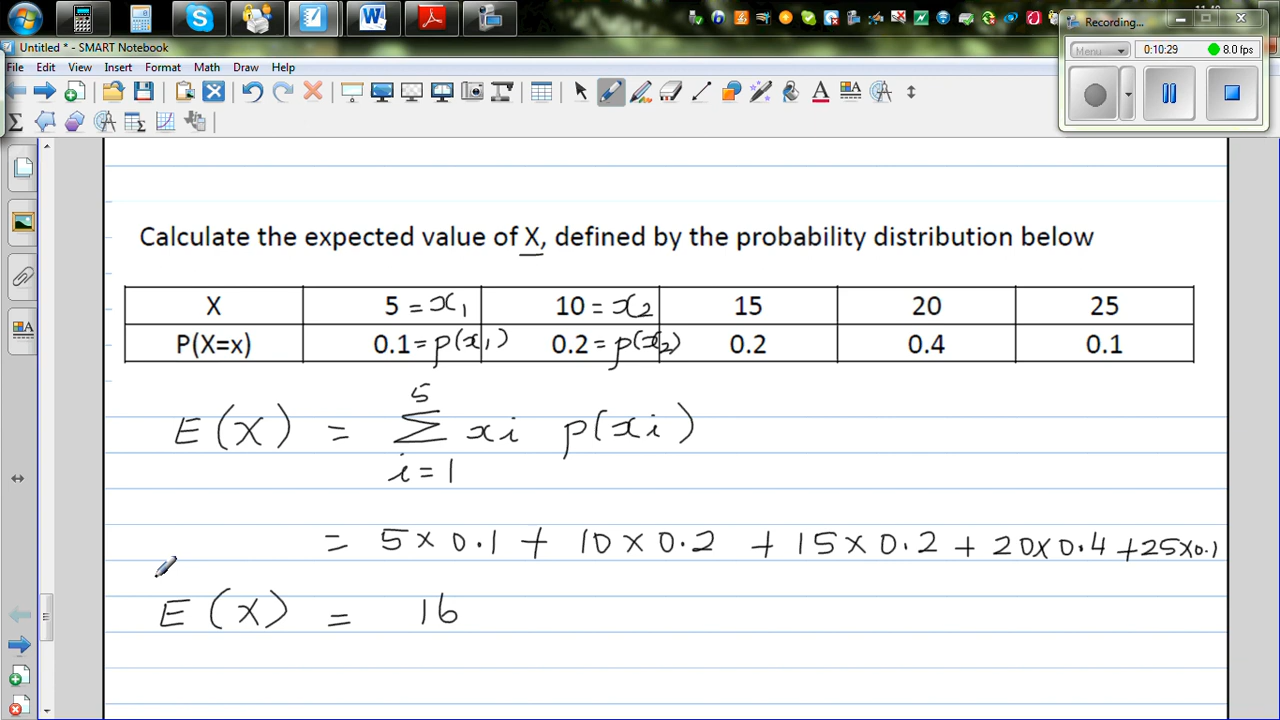 Untitled * - SMART Notebook
File Edit View Insert Format Math Draw Help
Recording...
Menu 0:10:29 8.0 fps
Calculate the expected value of X, defined by the probability distribution below
X 5 = x1 10 = x2 15 20 25
P(X=x) 0.1 = p(x1) 0.2 = p(x2) 0.2 0.4 0.1
E(X) = 5 Σ i=1 xi p(xi)
= 5 × 0.1 + 10 × 0.2 + 15 × 0.2 + 20 × 0.4 + 25 × 0.1
E(X) = 16